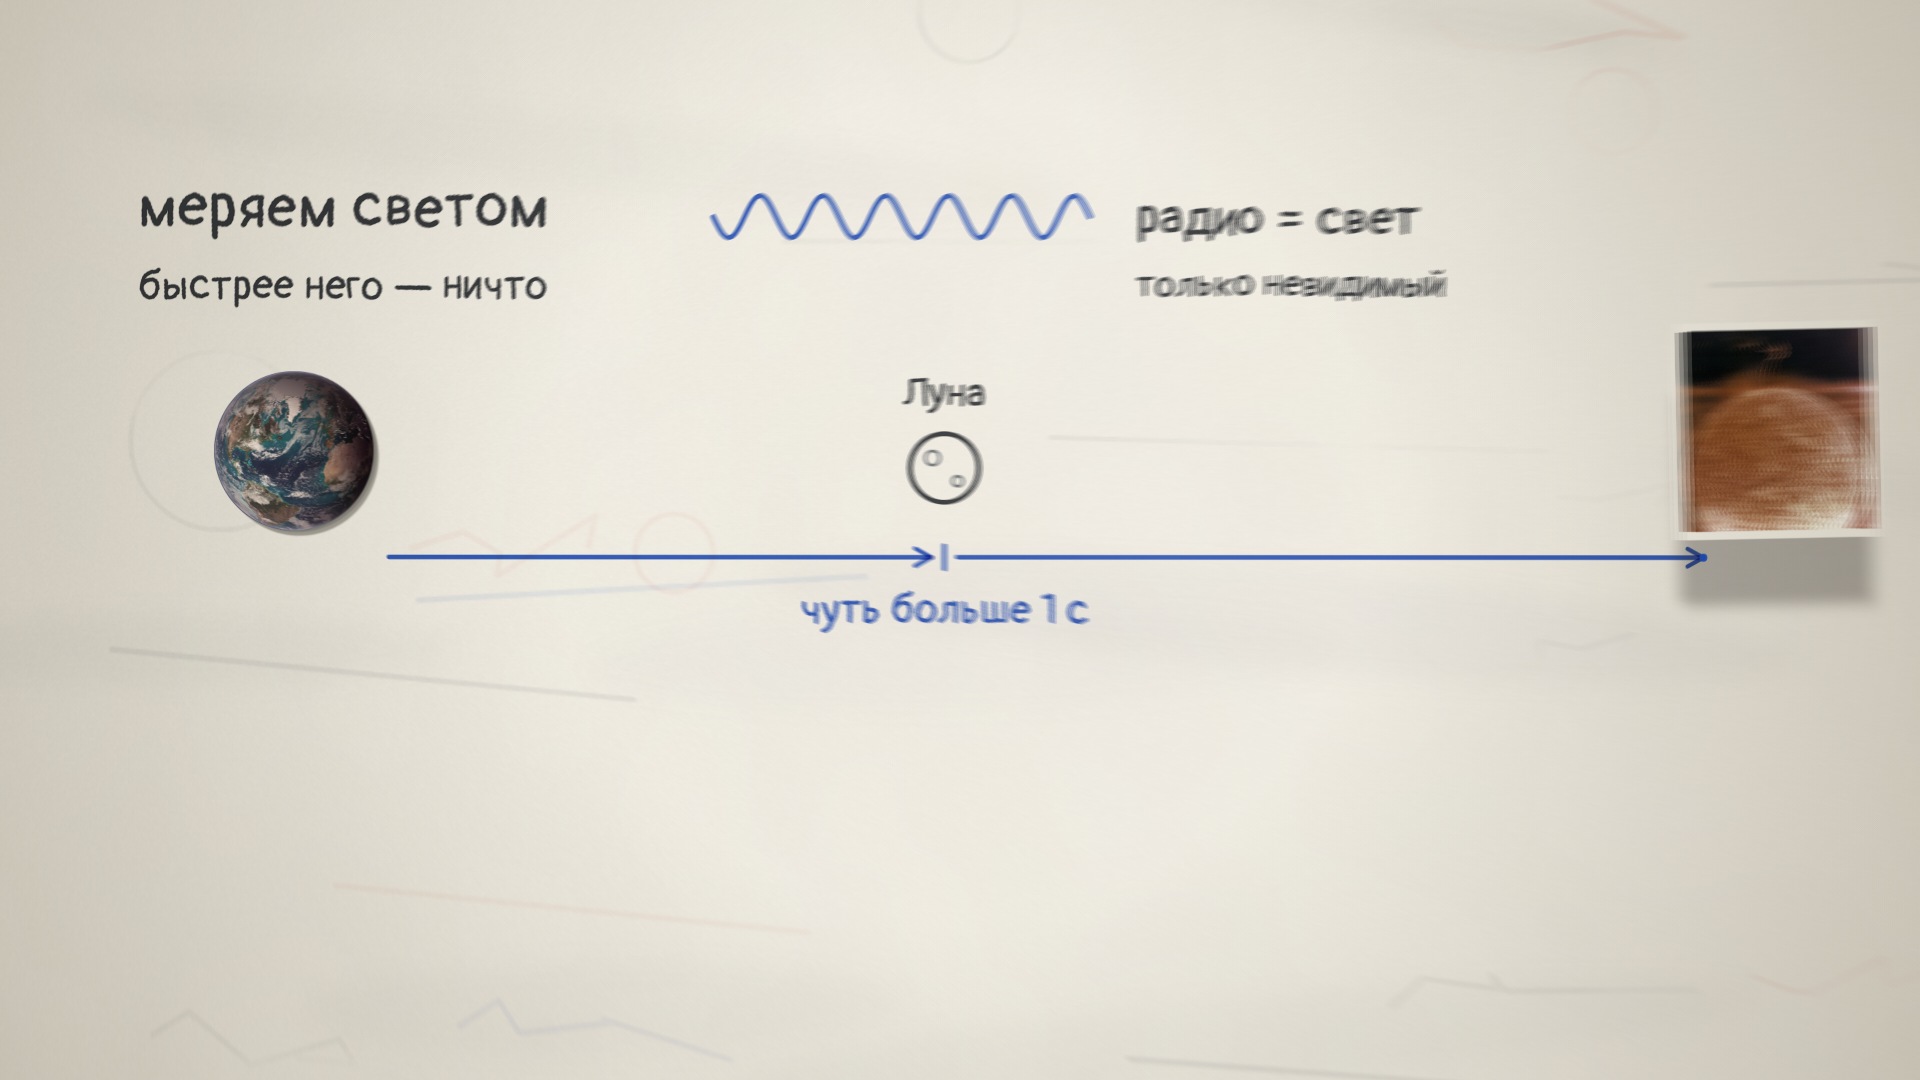 меряем светом
быстрее него — ничто
радио = свет
только невидимый
Луна
чуть больше 1 с